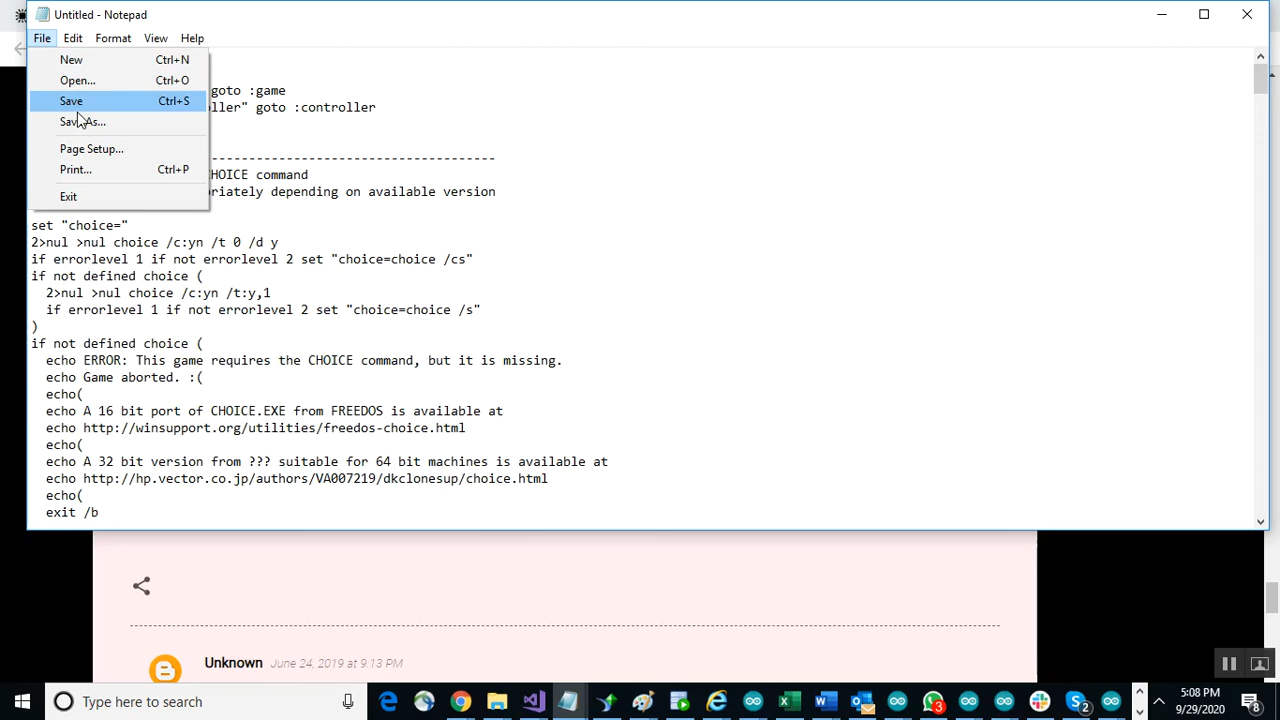 Untitled - Notepad
File Edit Format View Help
New Ctrl+N
Open... Ctrl+O
Save Ctrl+S
Save As...
Page Setup...
Print... Ctrl+P
Exit
goto :game
ller" goto :controller
---------------------------------------
HOICE command
riately depending on available version
set "choice="
2>nul >nul choice /c:yn /t 0 /d y
if errorlevel 1 if not errorlevel 2 set "choice=choice /cs"
if not defined choice (
2>nul >nul choice /c:yn /t:y,1
if errorlevel 1 if not errorlevel 2 set "choice=choice /s"
)
if not defined choice (
echo ERROR: This game requires the CHOICE command, but it is missing.
echo Game aborted. :(
echo(
echo A 16 bit port of CHOICE.EXE from FREEDOS is available at
echo http://winsupport.org/utilities/freedos-choice.html
echo(
echo A 32 bit version from ??? suitable for 64 bit machines is available at
echo http://hp.vector.co.jp/authors/VA007219/dkclonesup/choice.html
echo(
exit /b
Unknown June 24, 2019 at 9:13 PM
Type here to search
3
2
5:08 PM
9/29/2020
8